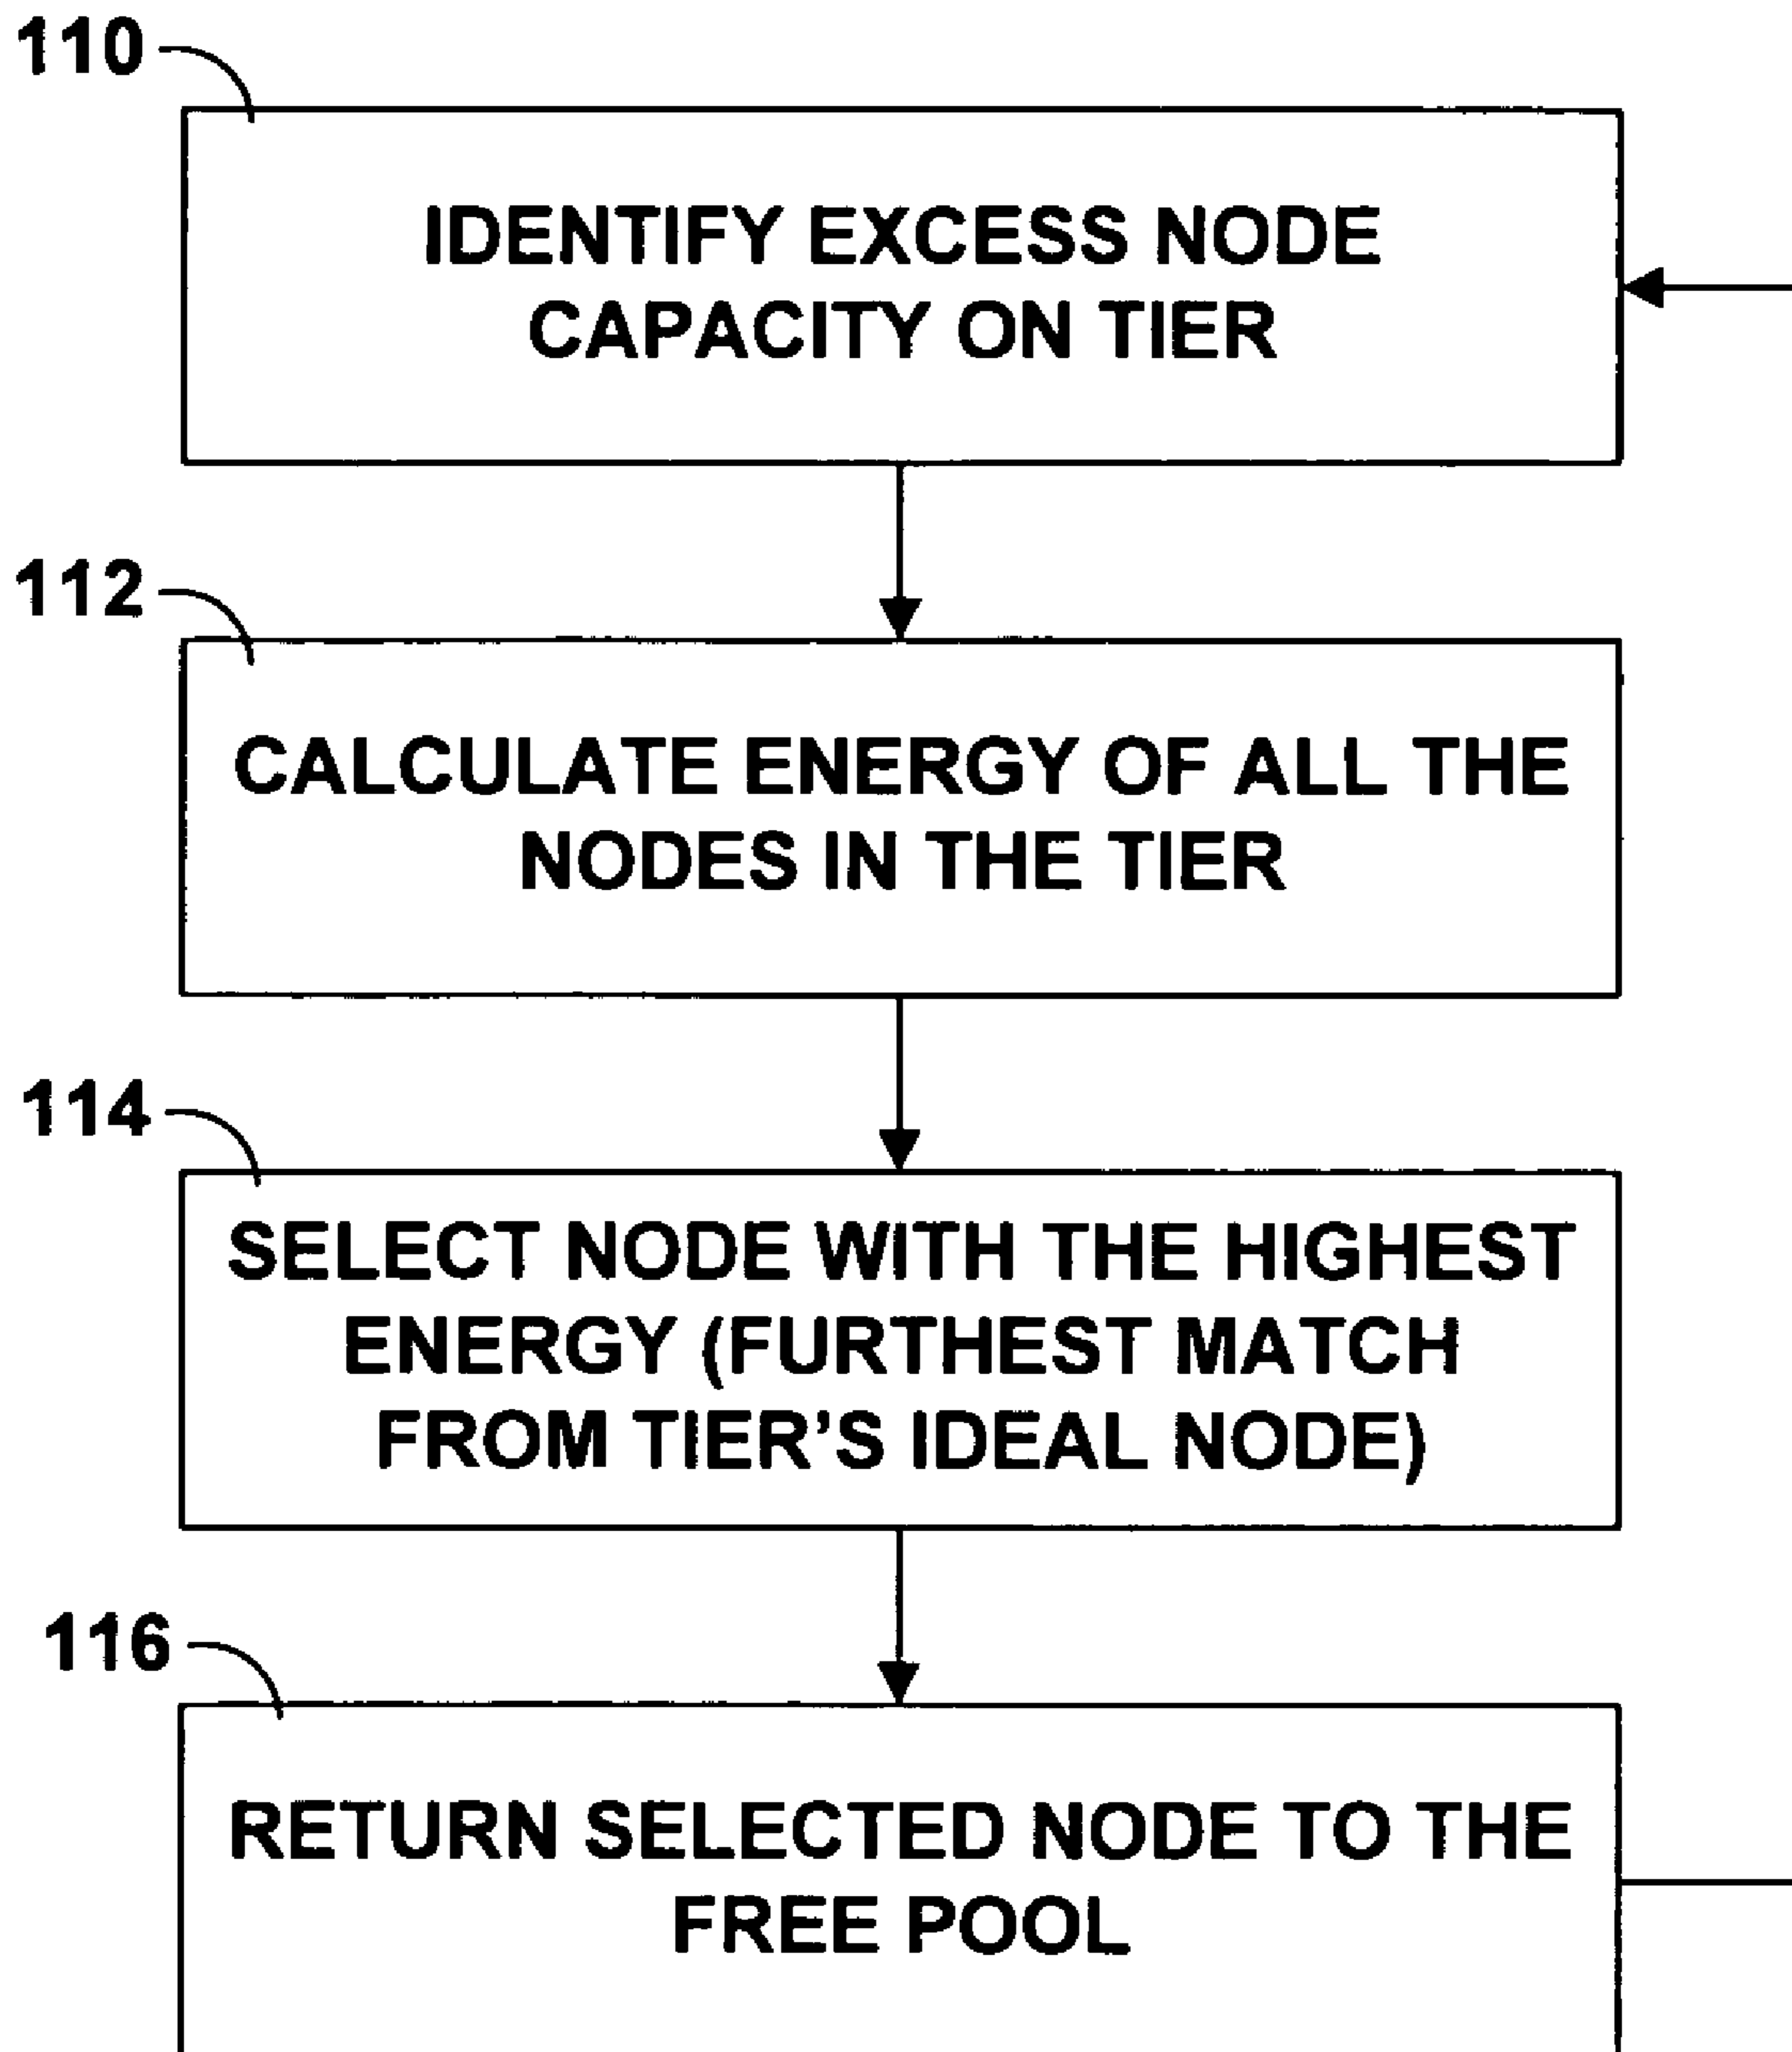 110
IDENTIFY EXCESS NODE
CAPACITY ON TIER
112
CALCULATE ENERGY OF ALL THE
NODES IN THE TIER
114
SELECT NODE WITH THE HIGHEST
ENERGY (FURTHEST MATCH
FROM TIER'S IDEAL NODE)
116
RETURN SELECTED NODE TO THE
FREE POOL